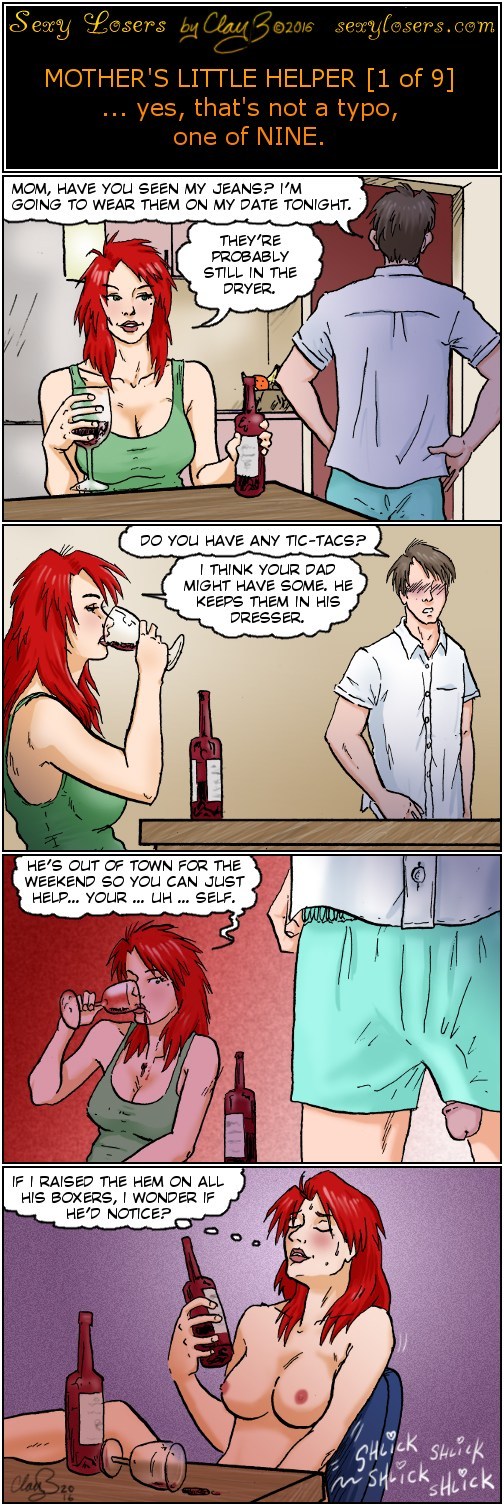 Sexy Losers by Clay B ©2016 sexylosers.com
MOTHER'S LITTLE HELPER [1 of 9]
... yes, that's not a typo,
one of NINE.
MOM, HAVE YOU SEEN MY JEANS? I'M
GOING TO WEAR THEM ON MY DATE TONIGHT.
THEY'RE
PROBABLY
STILL IN THE
DRYER.
DO YOU HAVE ANY TIC-TACS?
I THINK YOUR DAD
MIGHT HAVE SOME. HE
KEEPS THEM IN HIS
DRESSER.
HE'S OUT OF TOWN FOR THE
WEEKEND SO YOU CAN JUST
HELP... YOUR ... UH ... SELF.
IF I RAISED THE HEM ON ALL
HIS BOXERS, I WONDER IF
HE'D NOTICE?
SHLICK SHLICK
SHLICK SHLICK
Clay B 20
16